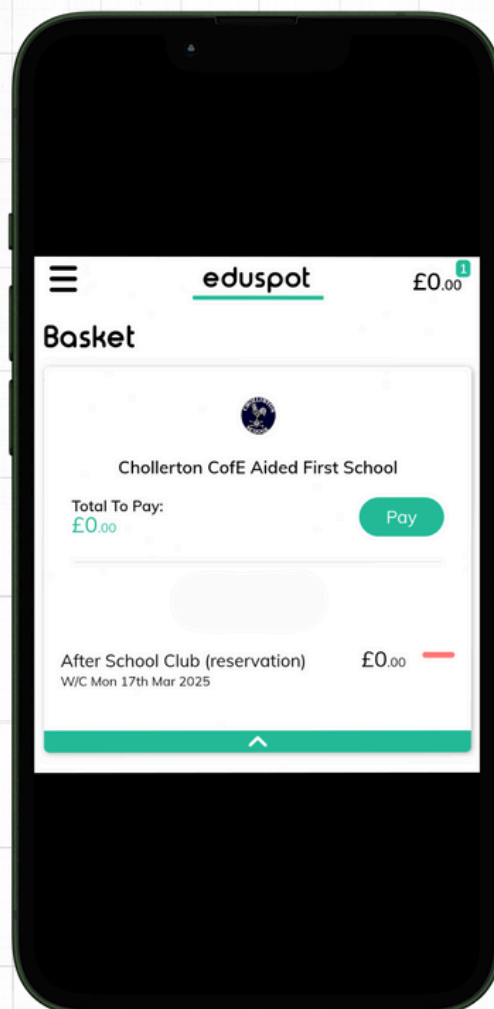 eduspot
£0.00
1
Basket
Chollerton CofE Aided First School
Total To Pay:
£0.00
Pay
After School Club (reservation)
£0.00
W/C Mon 17th Mar 2025